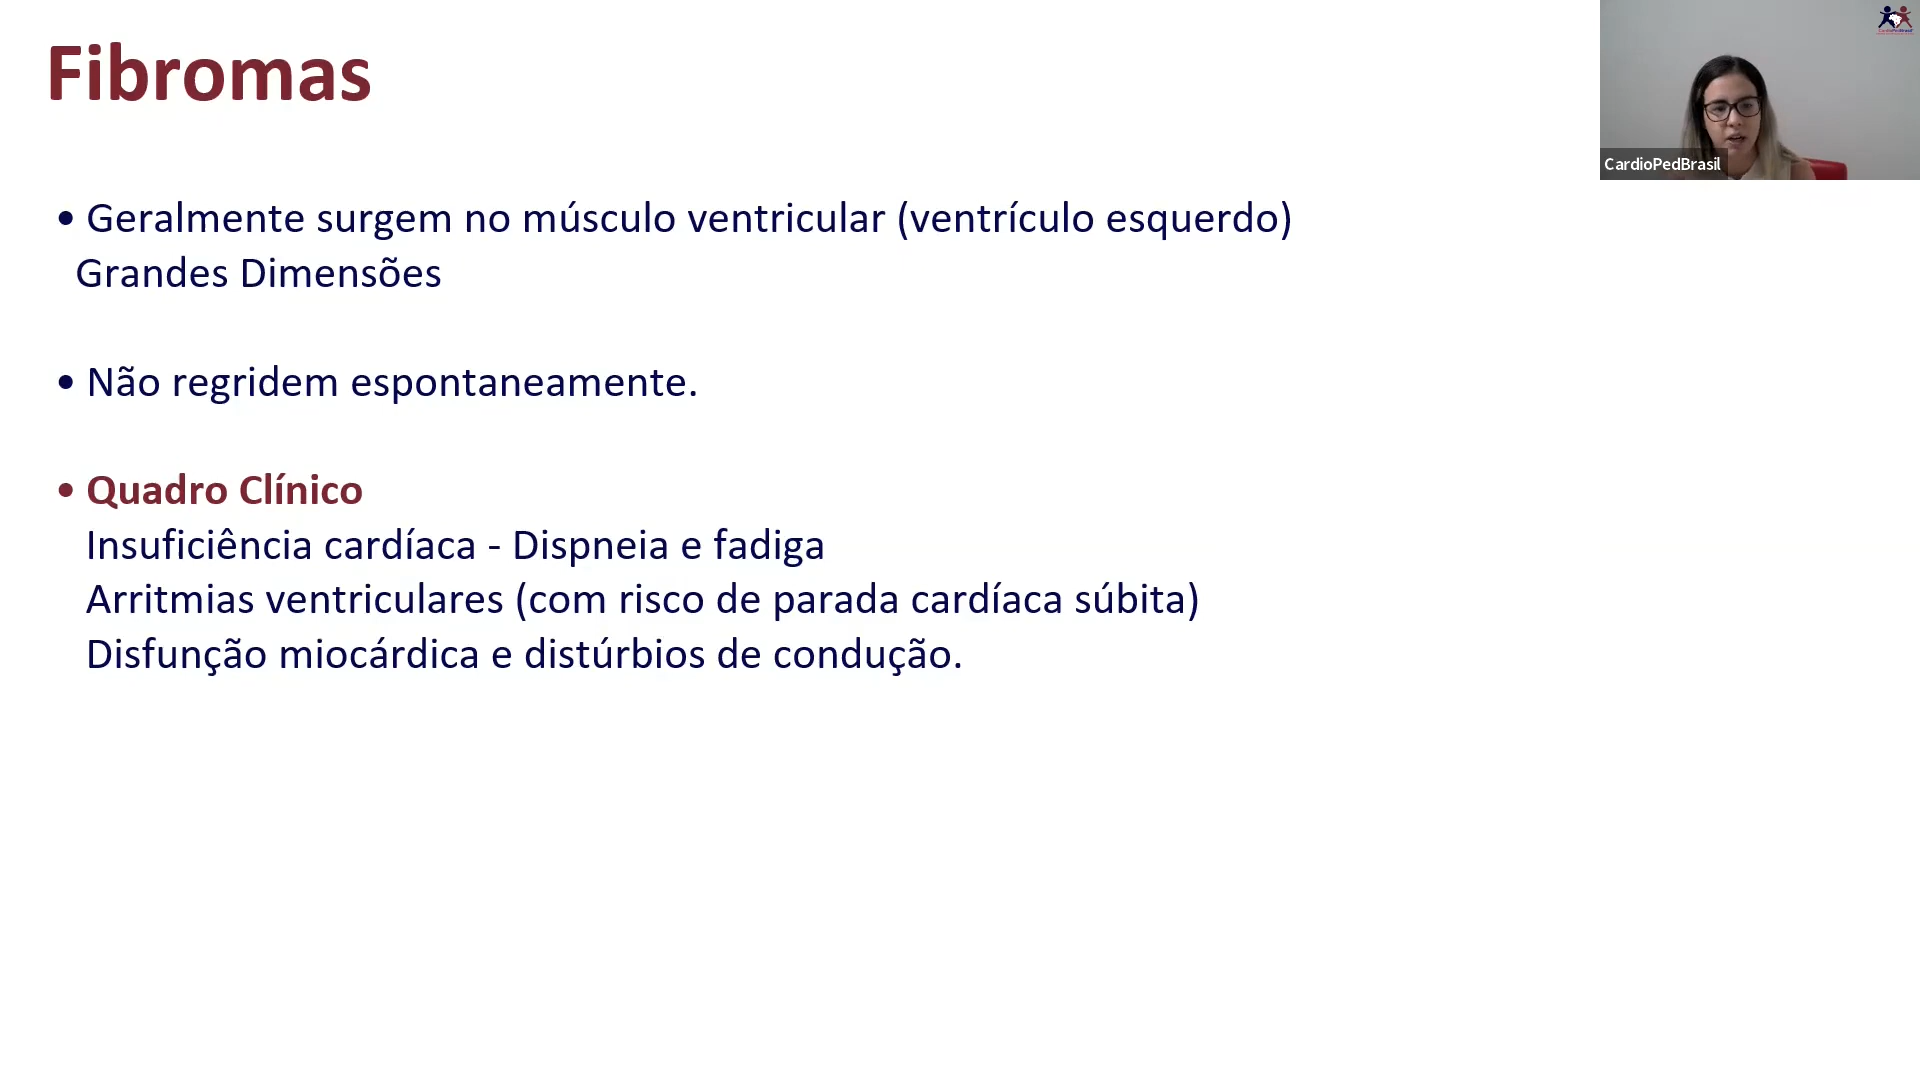 Fibromas
CardioPedBrasil
CardioPedBrasil
• Geralmente surgem no músculo ventricular (ventrículo esquerdo)
Grandes Dimensões
• Não regridem espontaneamente.
• Quadro Clínico
Insuficiência cardíaca - Dispneia e fadiga
Arritmias ventriculares (com risco de parada cardíaca súbita)
Disfunção miocárdica e distúrbios de condução.